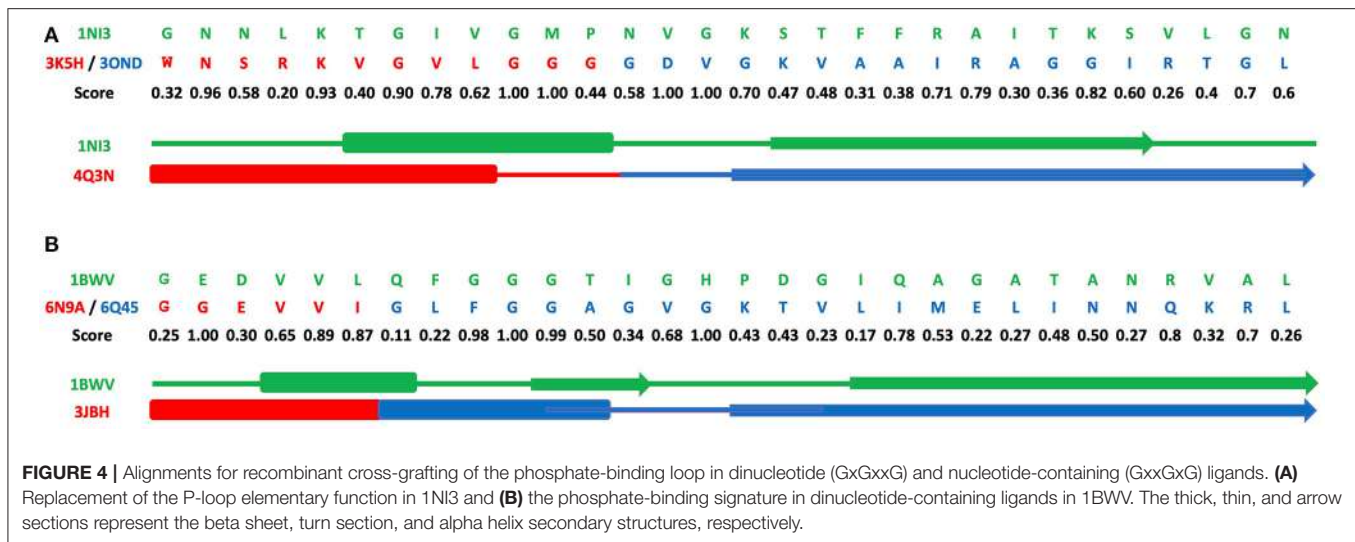 A 1NI3 G N N L K T G I V G M P N V G K S T F F R A I T K S V L G N
3K5H / 3OND W N S R K V G V L G G G G D V G K V A A I R A G G I R T G L
Score 0.32 0.96 0.58 0.20 0.93 0.40 0.90 0.78 0.62 1.00 1.00 0.44 0.58 1.00 1.00 0.70 0.47 0.48 0.31 0.38 0.71 0.79 0.30 0.36 0.82 0.60 0.26 0.4 0.7 0.6
1NI3
4Q3N
B
1BWV G E D V V L Q F G G G T I G H P D G I Q A G A T A N R V A L
6N9A / 6Q45 G G E V V I G L F G G A G V G K T V L I M E L I N N Q K R L
Score 0.25 1.00 0.30 0.65 0.89 0.87 0.11 0.22 0.98 1.00 0.99 0.50 0.34 0.68 1.00 0.43 0.43 0.23 0.17 0.78 0.53 0.22 0.27 0.48 0.50 0.27 0.8 0.32 0.7 0.26
1BWV
3JBH
FIGURE 4 | Alignments for recombinant cross-grafting of the phosphate-binding loop in dinucleotide (GxGxxG) and nucleotide-containing (GxxGxG) ligands. (A)
Replacement of the P-loop elementary function in 1NI3 and (B) the phosphate-binding signature in dinucleotide-containing ligands in 1BWV. The thick, thin, and arrow
sections represent the beta sheet, turn section, and alpha helix secondary structures, respectively.